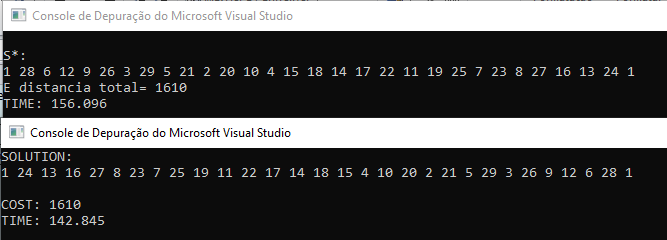 Console de Depuração do Microsoft Visual Studio
S*:
1 28 6 12 9 26 3 29 5 21 2 20 10 4 15 18 14 17 22 11 19 25 7 23 8 27 16 13 24 1
E distancia total= 1610
TIME: 156.096
Console de Depuração do Microsoft Visual Studio
SOLUTION:
1 24 13 16 27 8 23 7 25 19 11 22 17 14 18 15 4 10 20 2 21 5 29 3 26 9 12 6 28 1
COST: 1610
TIME: 142.845